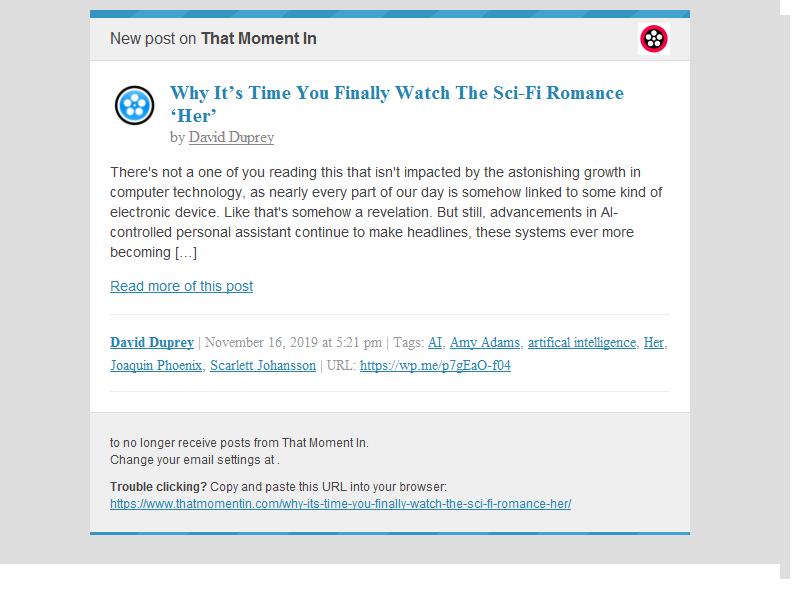 New post on That Moment In
Why It’s Time You Finally Watch The Sci-Fi Romance
‘Her’
by David Duprey
There's not a one of you reading this that isn't impacted by the astonishing growth in
computer technology, as nearly every part of our day is somehow linked to some kind of
electronic device. Like that's somehow a revelation. But still, advancements in AI-
controlled personal assistant continue to make headlines, these systems ever more
becoming […]
Read more of this post
David Duprey | November 16, 2019 at 5:21 pm | Tags: AI, Amy Adams, artifical intelligence, Her,
Joaquin Phoenix, Scarlett Johansson | URL: https://wp.me/p7gEaO-f04
to no longer receive posts from That Moment In.
Change your email settings at .
Trouble clicking? Copy and paste this URL into your browser:
https://www.thatmomentin.com/why-its-time-you-finally-watch-the-sci-fi-romance-her/